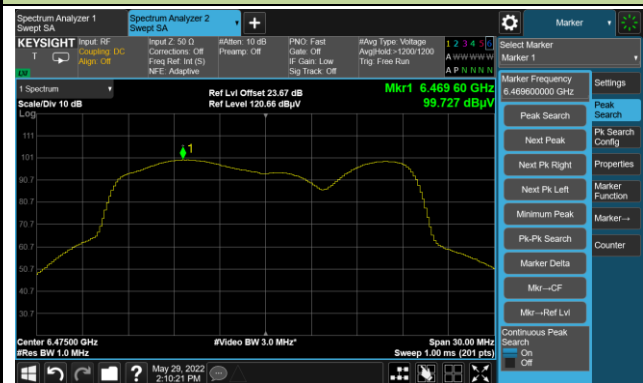 Spectrum Analyzer 1
Swept SA
Spectrum Analyzer 2
Swept SA
Marker
KEYSIGHT
T
LXI
Input: RF
Coupling: DC
Align: Off
Input Z: 50 Ω
Corrections: Off
Freq Ref: Int (S)
NFE: Adaptive
#Atten: 10 dB
Preamp: Off
PNO: Fast
Gate: Off
IF Gain: Low
Sig Track: Off
#Avg Type: Voltage
Avg|Hold:>1200/1200
Trig: Free Run
1 2 3 4 5 6
A W W W W W
A P N N N N
Select Marker
Marker 1
1 Spectrum
Scale/Div 10 dB
Log
Ref Lvl Offset 23.67 dB
Ref Level 120.66 dBµV
Mkr1 6.469 60 GHz
99.727 dBµV
1
111
101
90.7
80.7
70.7
60.7
50.7
40.7
30.7
Center 6.47500 GHz
#Res BW 1.0 MHz
#Video BW 3.0 MHz*
Span 30.00 MHz
Sweep 1.00 ms (201 pts)
Marker Frequency
6.469600000 GHz
Peak Search
Next Peak
Next Pk Right
Next Pk Left
Minimum Peak
Pk-Pk Search
Marker Delta
Mkr→CF
Mkr→Ref Lvl
Continuous Peak
Search
On
Off
Settings
Peak
Search
Pk Search
Config
Properties
Marker
Function
Marker→
Counter
?
May 29, 2022
2:10:21 PM